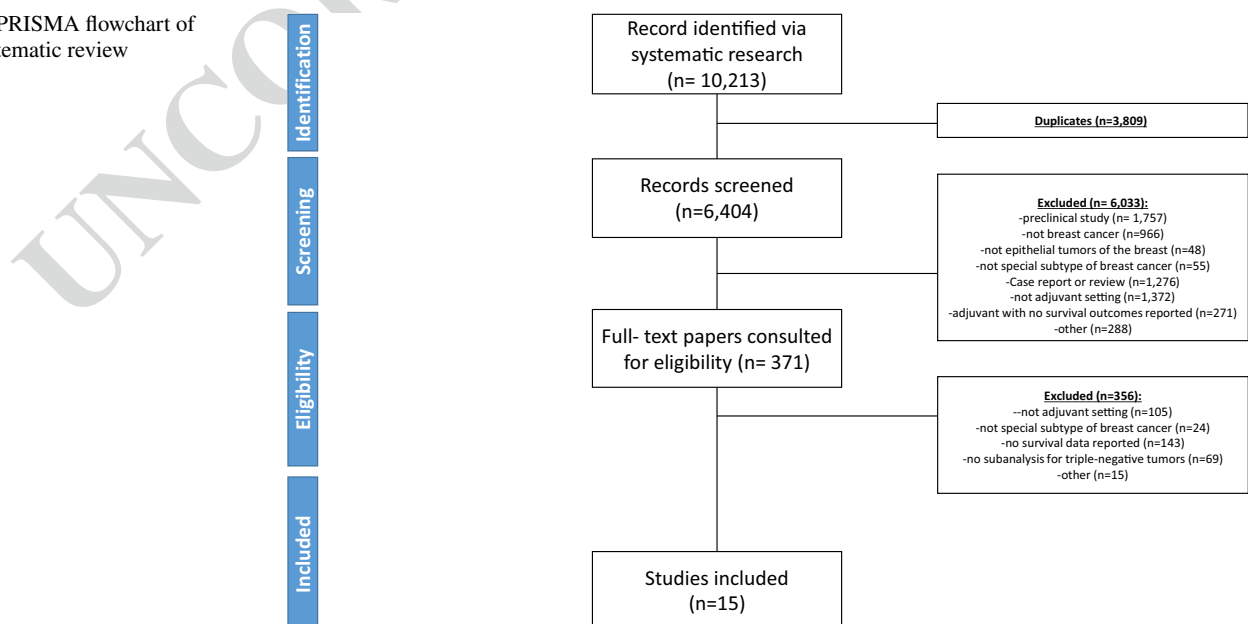 PRISMA flowchart of
tematic review
UNCO
Identification
Record identified via
systematic research
(n= 10,213)
Duplicates (n=3,809)
Screening
Records screened
(n=6,404)
Excluded (n= 6,033):
-preclinical study (n= 1,757)
-not breast cancer (n=966)
-not epithelial tumors of the breast (n=48)
-not special subtype of breast cancer (n=55)
-Case report or review (n=1,276)
-not adjuvant setting (n=1,372)
-adjuvant with no survival outcomes reported (n=271)
-other (n=288)
Eligibility
Full- text papers consulted
for eligibility (n= 371)
Excluded (n=356):
--not adjuvant setting (n=105)
-not special subtype of breast cancer (n=24)
-no survival data reported (n=143)
-no subanalysis for triple-negative tumors (n=69)
-other (n=15)
Included
Studies included
(n=15)